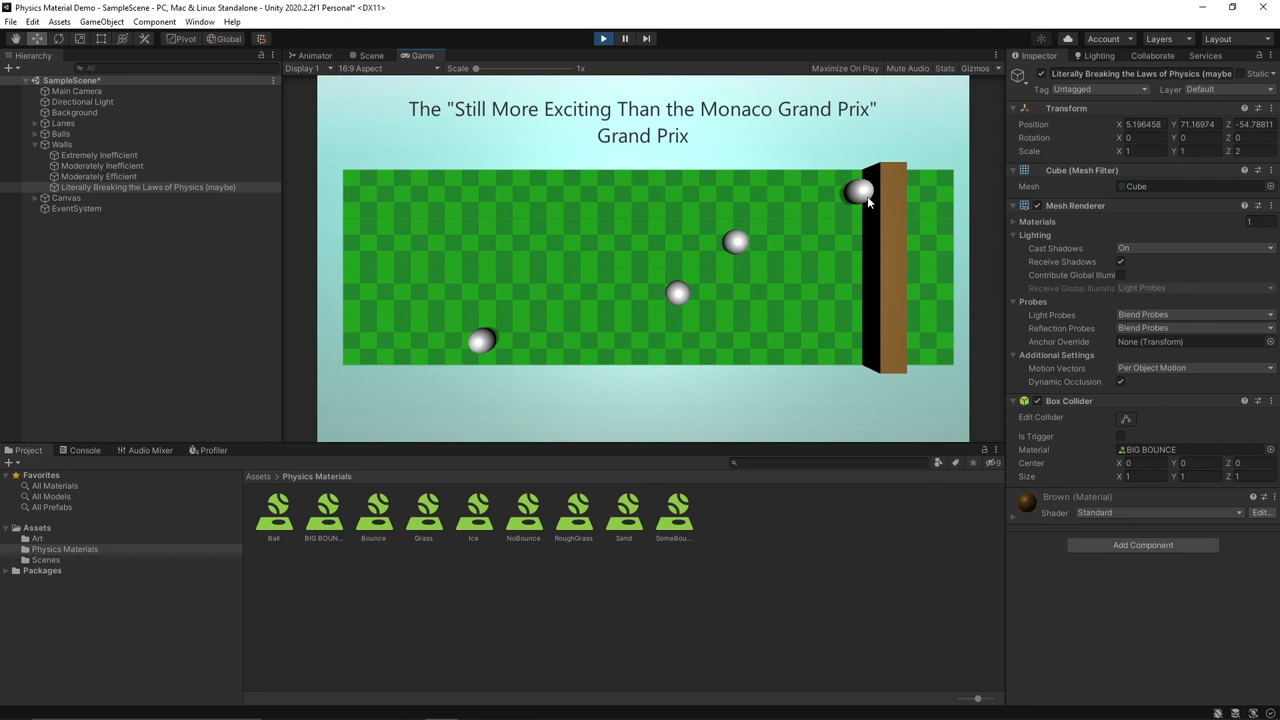 Physics Material Demo - SampleScene - PC, Mac & Linux Standalone - Unity 2020.2.2f1 Personal* <DX11>
File Edit Assets GameObject Component Window Help
Pivot Global Account Layers Layout
Hierarchy
All
SampleScene*
Main Camera
Directional Light
Background
Lanes
Balls
Walls
Extremely Inefficient
Moderately Inefficient
Moderately Efficient
Literally Breaking the Laws of Physics (maybe)
Canvas
EventSystem
Animator Scene Game
Display 1 16:9 Aspect Scale 1x Maximize On Play Mute Audio Stats Gizmos
The "Still More Exciting Than the Monaco Grand Prix"
Grand Prix
Inspector Lighting Collaborate Services
Literally Breaking the Laws of Physics (maybe Static
Tag Untagged Layer Default
Transform
Position X 5.196458 Y 71.16974 Z -54.78811
Rotation X 0 Y 0 Z 0
Scale X 1 Y 1 Z 2
Cube (Mesh Filter)
Mesh Cube
Mesh Renderer
Materials 1
Lighting
Cast Shadows On
Receive Shadows
Contribute Global Illumi
Receive Global Illumina Light Probes
Probes
Light Probes Blend Probes
Reflection Probes Blend Probes
Anchor Override None (Transform)
Additional Settings
Motion Vectors Per Object Motion
Dynamic Occlusion
Box Collider
Edit Collider
Is Trigger
Material BIG BOUNCE
Center X 0 Y 0 Z 0
Size X 1 Y 1 Z 1
Brown (Material)
Shader Standard Edit...
Add Component
Project Console Audio Mixer Profiler
9
Favorites
All Materials
All Models
All Prefabs
Assets
Art
Physics Materials
Scenes
Packages
Assets > Physics Materials
Ball BIG BOUN... Bounce Grass Ice NoBounce RoughGrass Sand SomeBou...